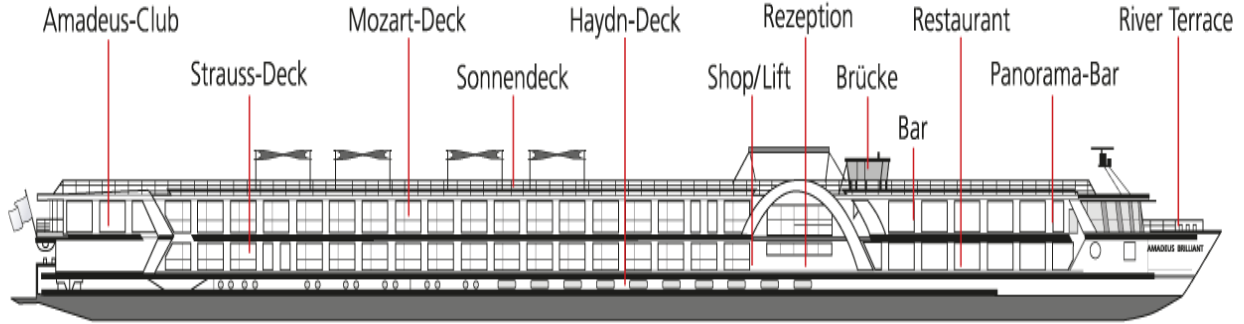 Amadeus-Club
Mozart-Deck
Haydn-Deck
Rezeption
Restaurant
River Terrace
Strauss-Deck
Sonnendeck
Shop/Lift
Brücke
Panorama-Bar
Bar
AMADEUS BRILLIANT